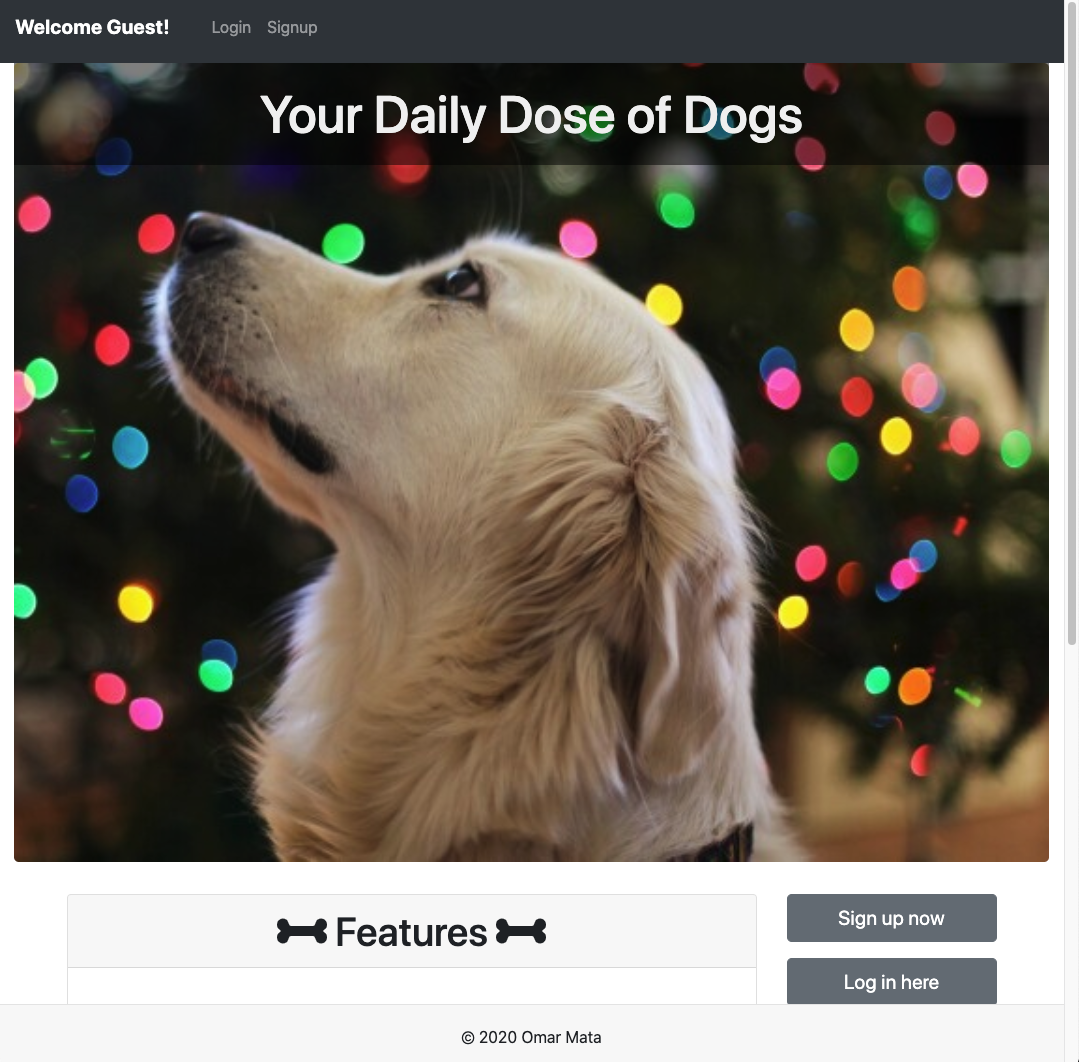 Welcome Guest! Login Signup
Your Daily Dose of Dogs
Features
Sign up now
Log in here
© 2020 Omar Mata